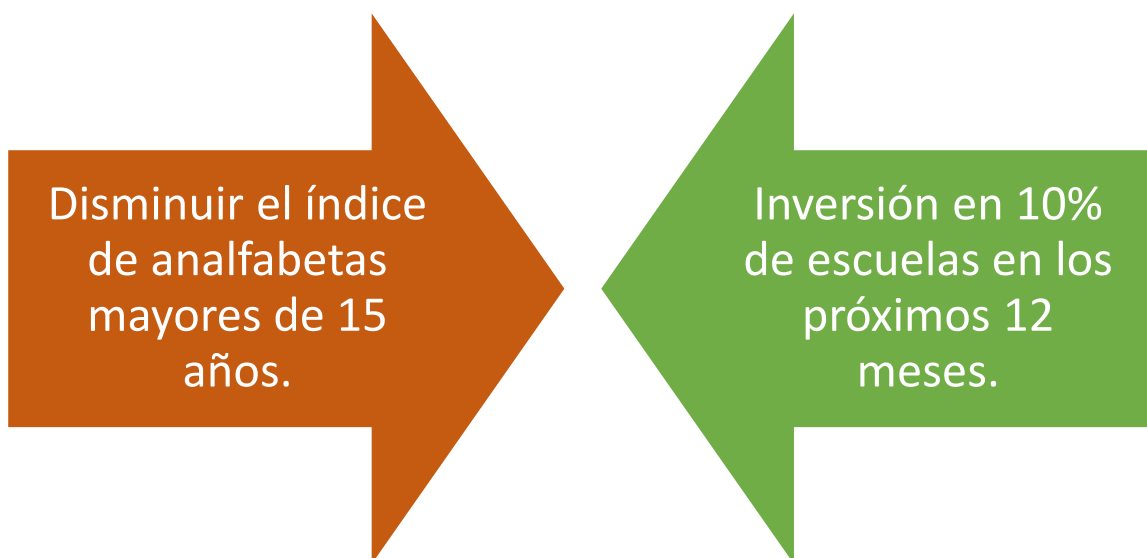 Disminuir el índice
de analfabetas
mayores de 15
años.
Inversión en 10%
de escuelas en los
próximos 12
meses.